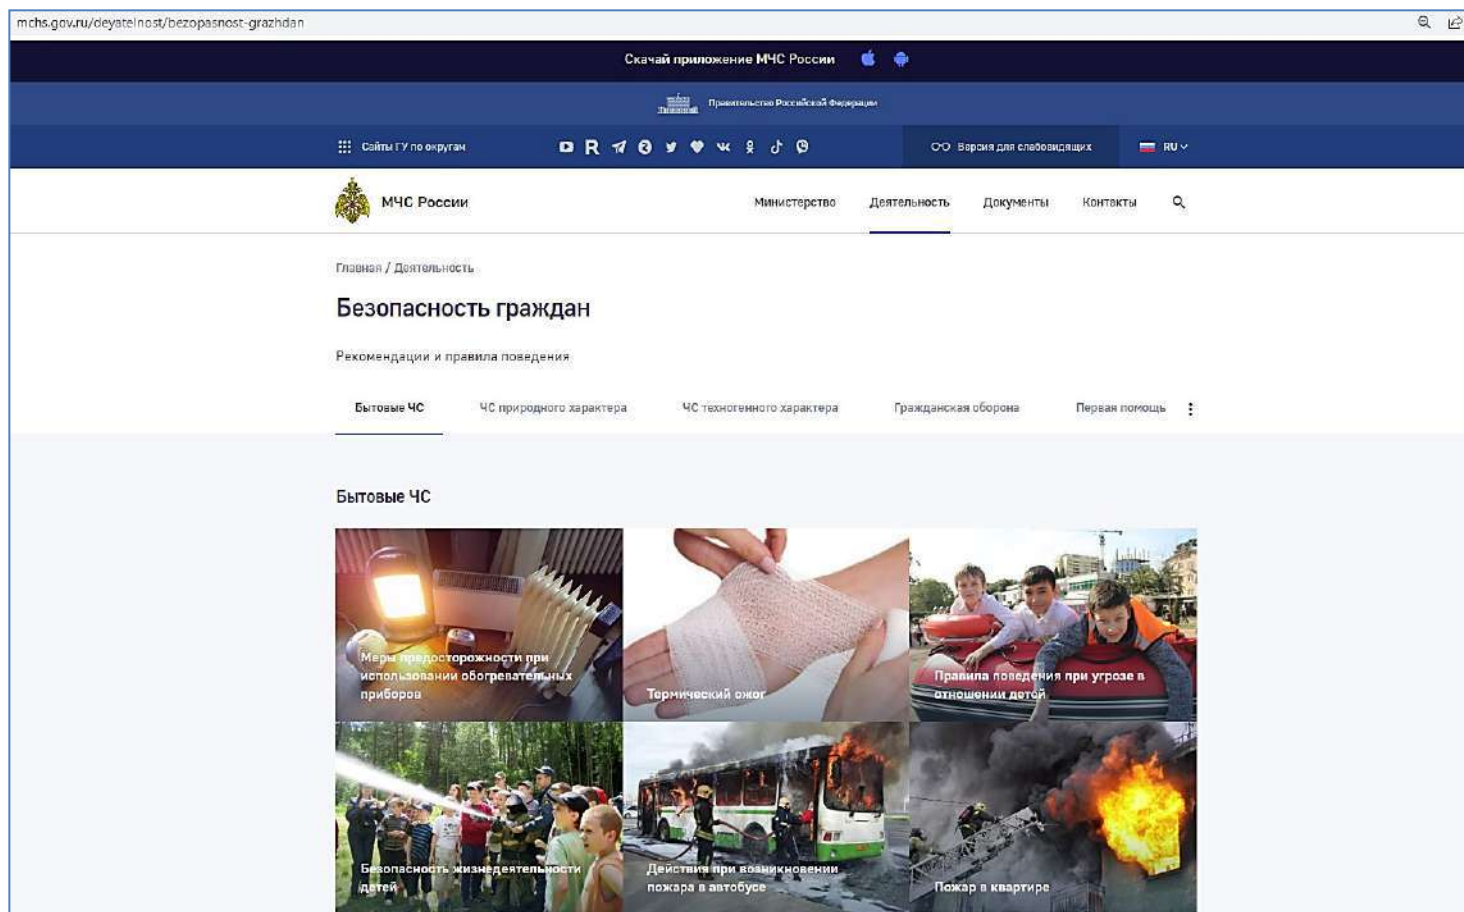 mchs.gov.ru/deyatelnost/bezopasnost-grazhdan
Скачай приложение МЧС России
Правительство Российской Федерации
Сайты ГУ по округам
Версия для слабовидящих
RU
МЧС России
Министерство Деятельность Документы Контакты
Главная / Деятельность
Безопасность граждан
Рекомендации и правила поведения
Бытовые ЧС ЧС природного характера ЧС техногенного характера Гражданская оборона Первая помощь
Бытовые ЧС
Меры предосторожности при
использовании обогревательных
приборов
Термический ожог
Правила поведения при угрозе в
отношении детей
Безопасность жизнедеятельности
детей
Действия при возникновении
пожара в автобусе
Пожар в квартире